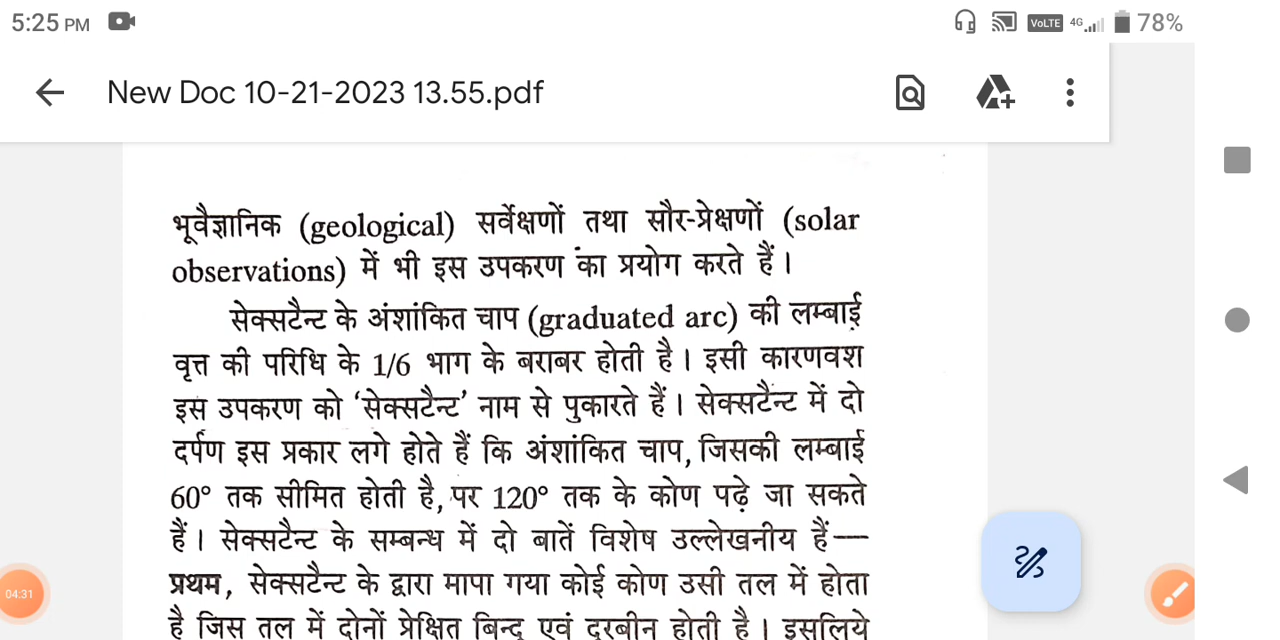 5:25 PM VoLTE 4G 78%
New Doc 10-21-2023 13.55.pdf
भूवैज्ञानिक (geological) सर्वेक्षणों तथा सौर-प्रेक्षणों (solar
observations) में भी इस उपकरण का प्रयोग करते हैं।
सेक्सटैन्ट के अंशांकित चाप (graduated arc) की लम्बाई
वृत्त की परिधि के 1/6 भाग के बराबर होती है। इसी कारणवश
इस उपकरण को ‘सेक्सटैन्ट’ नाम से पुकारते हैं। सेक्सटैन्ट में दो
दर्पण इस प्रकार लगे होते हैं कि अंशांकित चाप, जिसकी लम्बाई
60° तक सीमित होती है, पर 120° तक के कोण पढ़े जा सकते
हैं। सेक्सटैन्ट के सम्बन्ध में दो बातें विशेष उल्लेखनीय हैं—
प्रथम, सेक्सटैन्ट के द्वारा मापा गया कोई कोण उसी तल में होता
04:31
है जिस तल में दोनों प्रेक्षित बिन्दु एवं दूरबीन होती है। इसलिये